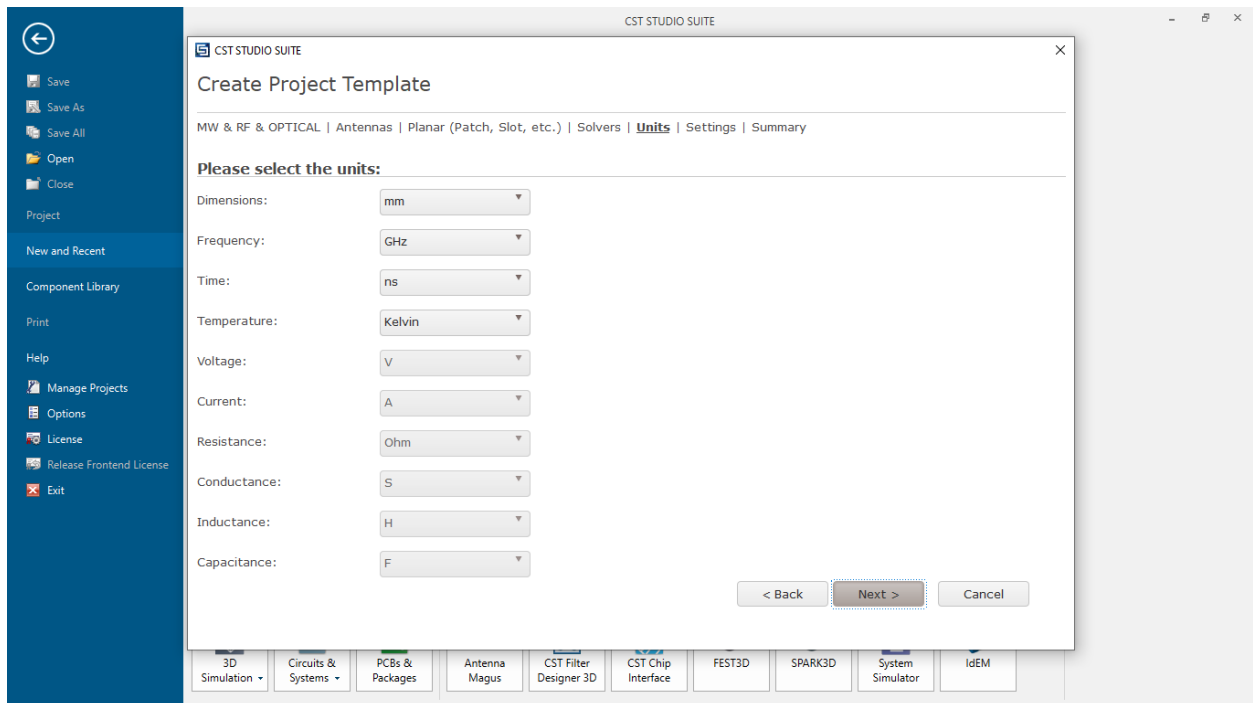 CST STUDIO SUITE
CST STUDIO SUITE
Create Project Template
MW & RF & OPTICAL | Antennas | Planar (Patch, Slot, etc.) | Solvers | Units | Settings | Summary
Please select the units:
Dimensions: mm
Frequency: GHz
Time: ns
Temperature: Kelvin
Voltage: V
Current: A
Resistance: Ohm
Conductance: S
Inductance: H
Capacitance: F
< Back Next > Cancel
Save
Save As
Save All
Open
Close
Project
New and Recent
Component Library
Print
Help
Manage Projects
Options
License
Release Frontend License
Exit
3D Simulation
Circuits & Systems
PCBs & Packages
Antenna Magus
CST Filter Designer 3D
CST Chip Interface
FEST3D
SPARK3D
System Simulator
IdEM